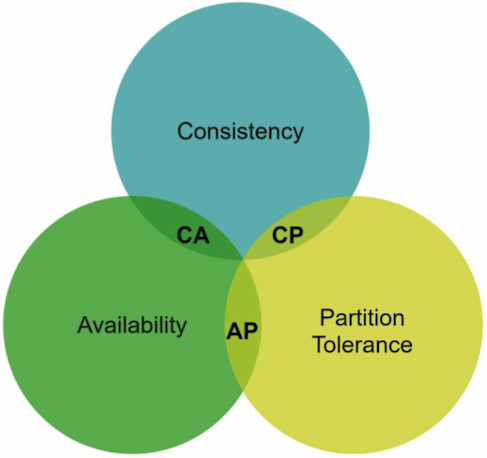 Consistency
CA
CP
Availability
AP
Partition
Tolerance